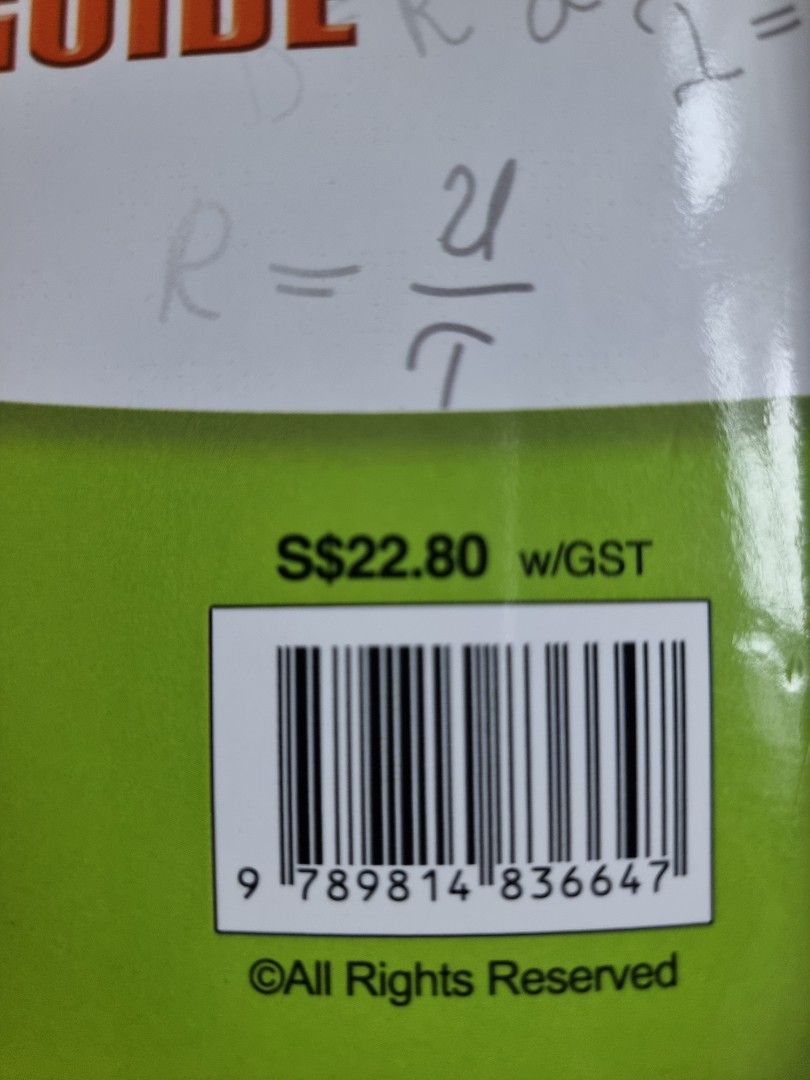 GUIDE
R = U
I
S$22.80 w/GST
9 789814 836647
©All Rights Reserved